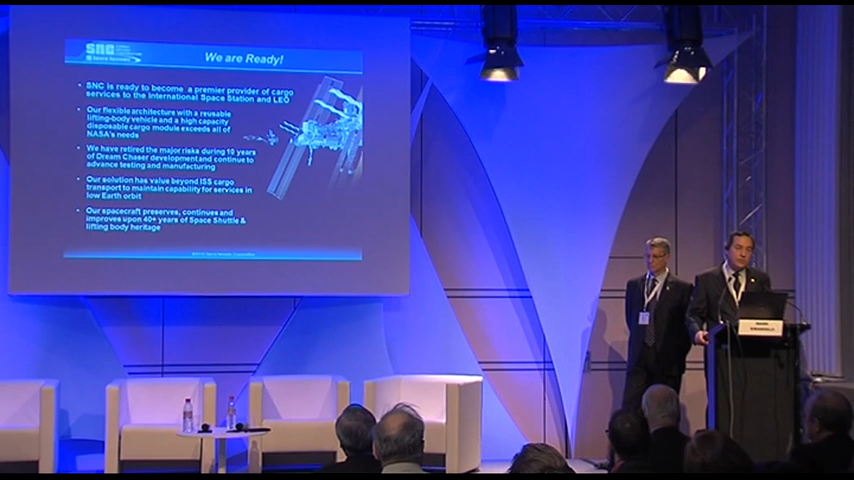 snc
We are Ready!
• SNC is ready to become a premier provider of cargo
services to the International Space Station and LEO
• Our flexible architecture with a reusable
lifting-body vehicle and a high capacity
disposable cargo module exceeds all of
NASA's needs
• We have retired the major risks during 10 years
of Dream Chaser development and continue to
advance testing and manufacturing
• Our solution has value beyond ISS cargo
transport to maintain capability for services in
low Earth orbit
• Our spacecraft preserves, continues and
improves upon 40+ years of Space Shuttle &
lifting body heritage